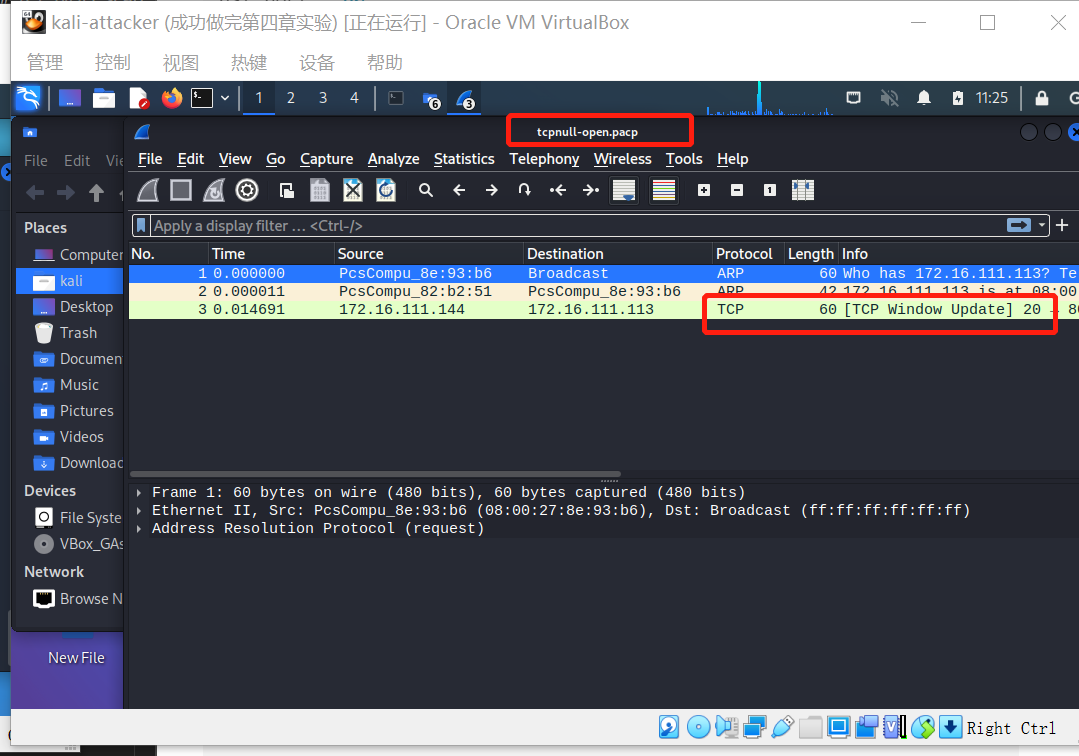 kali-attacker (成功做完第四章实验) [正在运行] - Oracle VM VirtualBox
管理 控制 视图 热键 设备 帮助
1 2 3 4 6 3 11:25
tcpnull-open.pacp
File Edit
File Edit View Go Capture Analyze Statistics Telephony Wireless Tools Help
Apply a display filter … <Ctrl-/>
Places
Computer
kali
Desktop
Trash
Documen
Music
Pictures
Videos
Downloac
Devices
File Syste
VBox_GAs
Network
Browse N
New File
No. Time Source Destination Protocol Length Info
1 0.000000 PcsCompu_8e:93:b6 Broadcast ARP 60 Who has 172.16.111.113? Te
2 0.000011 PcsCompu_82:b2:51 PcsCompu_8e:93:b6 ARP 42 172.16.111.113 is at 08:00
3 0.014691 172.16.111.144 172.16.111.113 TCP 60 [TCP Window Update] 20
Frame 1: 60 bytes on wire (480 bits), 60 bytes captured (480 bits)
Ethernet II, Src: PcsCompu_8e:93:b6 (08:00:27:8e:93:b6), Dst: Broadcast (ff:ff:ff:ff:ff:ff)
Address Resolution Protocol (request)
Right Ctrl